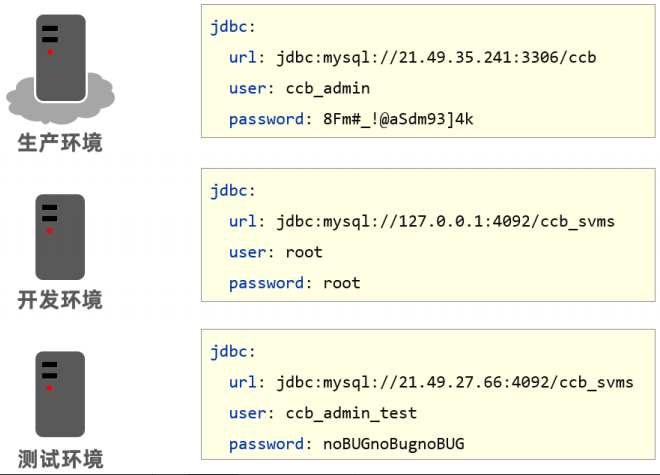 jdbc:
url: jdbc:mysql://21.49.35.241:3306/ccb
user: ccb_admin
password: 8Fm#_!@aSdm93]4k
生产环境
jdbc:
url: jdbc:mysql://127.0.0.1:4092/ccb_svms
user: root
password: root
开发环境
jdbc:
url: jdbc:mysql://21.49.27.66:4092/ccb_svms
user: ccb_admin_test
password: noBUGnoBugnoBUG
测试环境